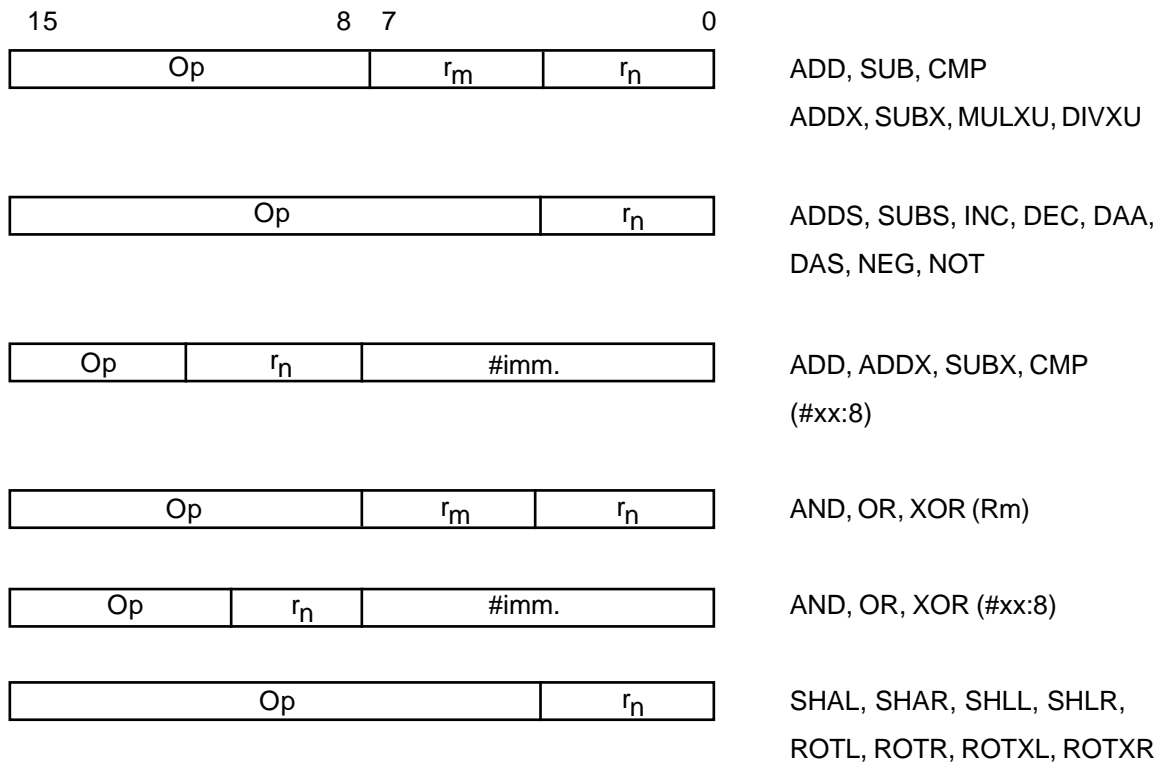 15 8 7 0
Op rm rn ADD, SUB, CMP
ADDX, SUBX, MULXU, DIVXU
Op rn ADDS, SUBS, INC, DEC, DAA,
DAS, NEG, NOT
Op rn #imm. ADD, ADDX, SUBX, CMP
(#xx:8)
Op rm rn AND, OR, XOR (Rm)
Op rn #imm. AND, OR, XOR (#xx:8)
Op rn SHAL, SHAR, SHLL, SHLR,
ROTL, ROTR, ROTXL, ROTXR